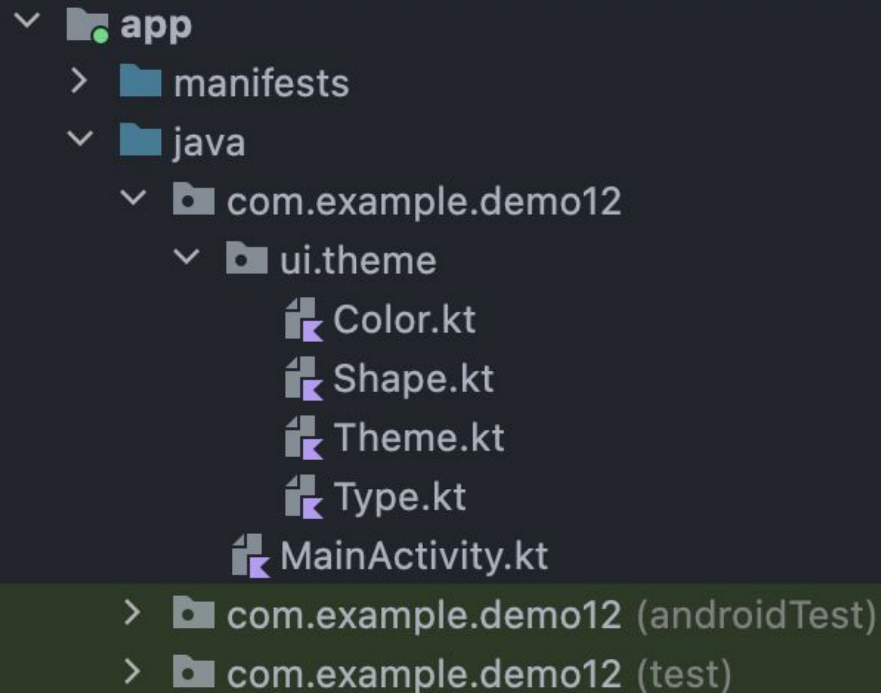 app
manifests
java
com.example.demo12
ui.theme
Color.kt
Shape.kt
Theme.kt
Type.kt
MainActivity.kt
com.example.demo12 (androidTest)
com.example.demo12 (test)